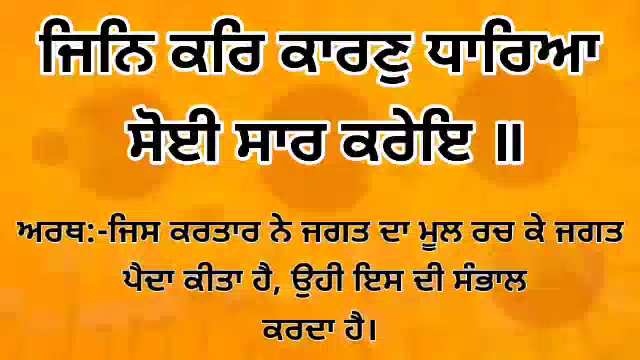 ਜਿਨਿ ਕਰਿ ਕਾਰਣੁ ਧਾਰਿਆ
ਸੋਈ ਸਾਰ ਕਰੇਇ ॥
ਅਰਥ:-ਜਿਸ ਕਰਤਾਰ ਨੇ ਜਗਤ ਦਾ ਮੂਲ ਰਚ ਕੇ ਜਗਤ
ਪੈਦਾ ਕੀਤਾ ਹੈ, ਉਹੀ ਇਸ ਦੀ ਸੰਭਾਲ
ਕਰਦਾ ਹੈ।